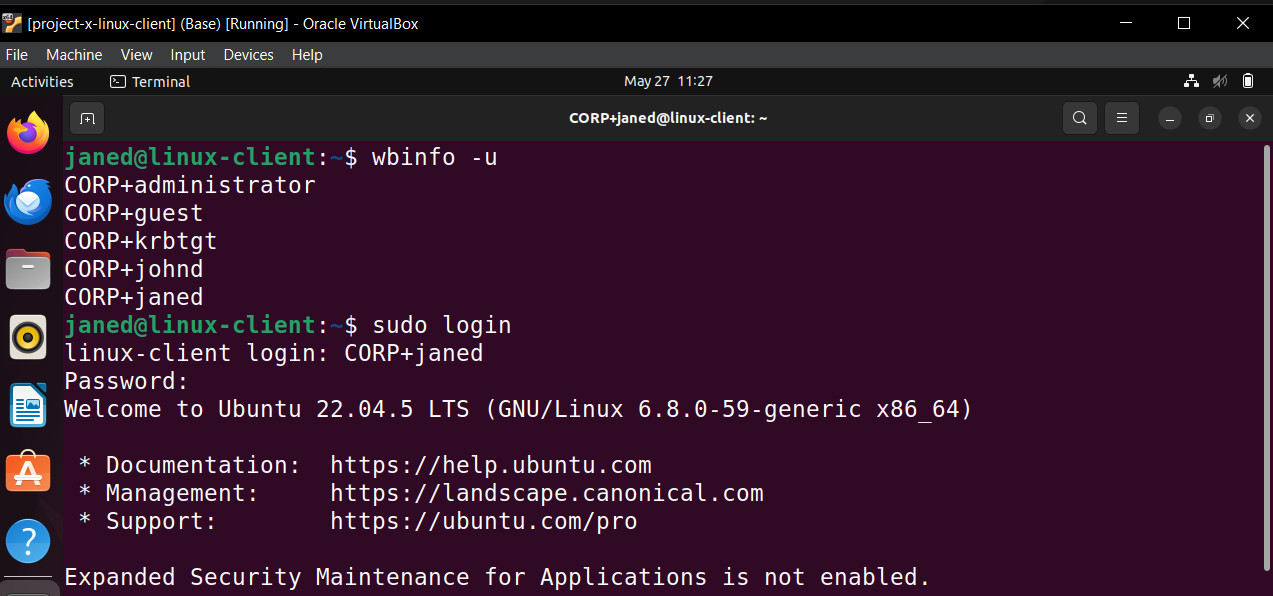 [project-x-linux-client] (Base) [Running] - Oracle VirtualBox
File Machine View Input Devices Help
Activities Terminal May 27 11:27
CORP+janed@linux-client: ~
janed@linux-client:~$ wbinfo -u
CORP+administrator
CORP+guest
CORP+krbtgt
CORP+johnd
CORP+janed
janed@linux-client:~$ sudo login
linux-client login: CORP+janed
Password:
Welcome to Ubuntu 22.04.5 LTS (GNU/Linux 6.8.0-59-generic x86_64)
* Documentation: https://help.ubuntu.com
* Management: https://landscape.canonical.com
* Support: https://ubuntu.com/pro
Expanded Security Maintenance for Applications is not enabled.